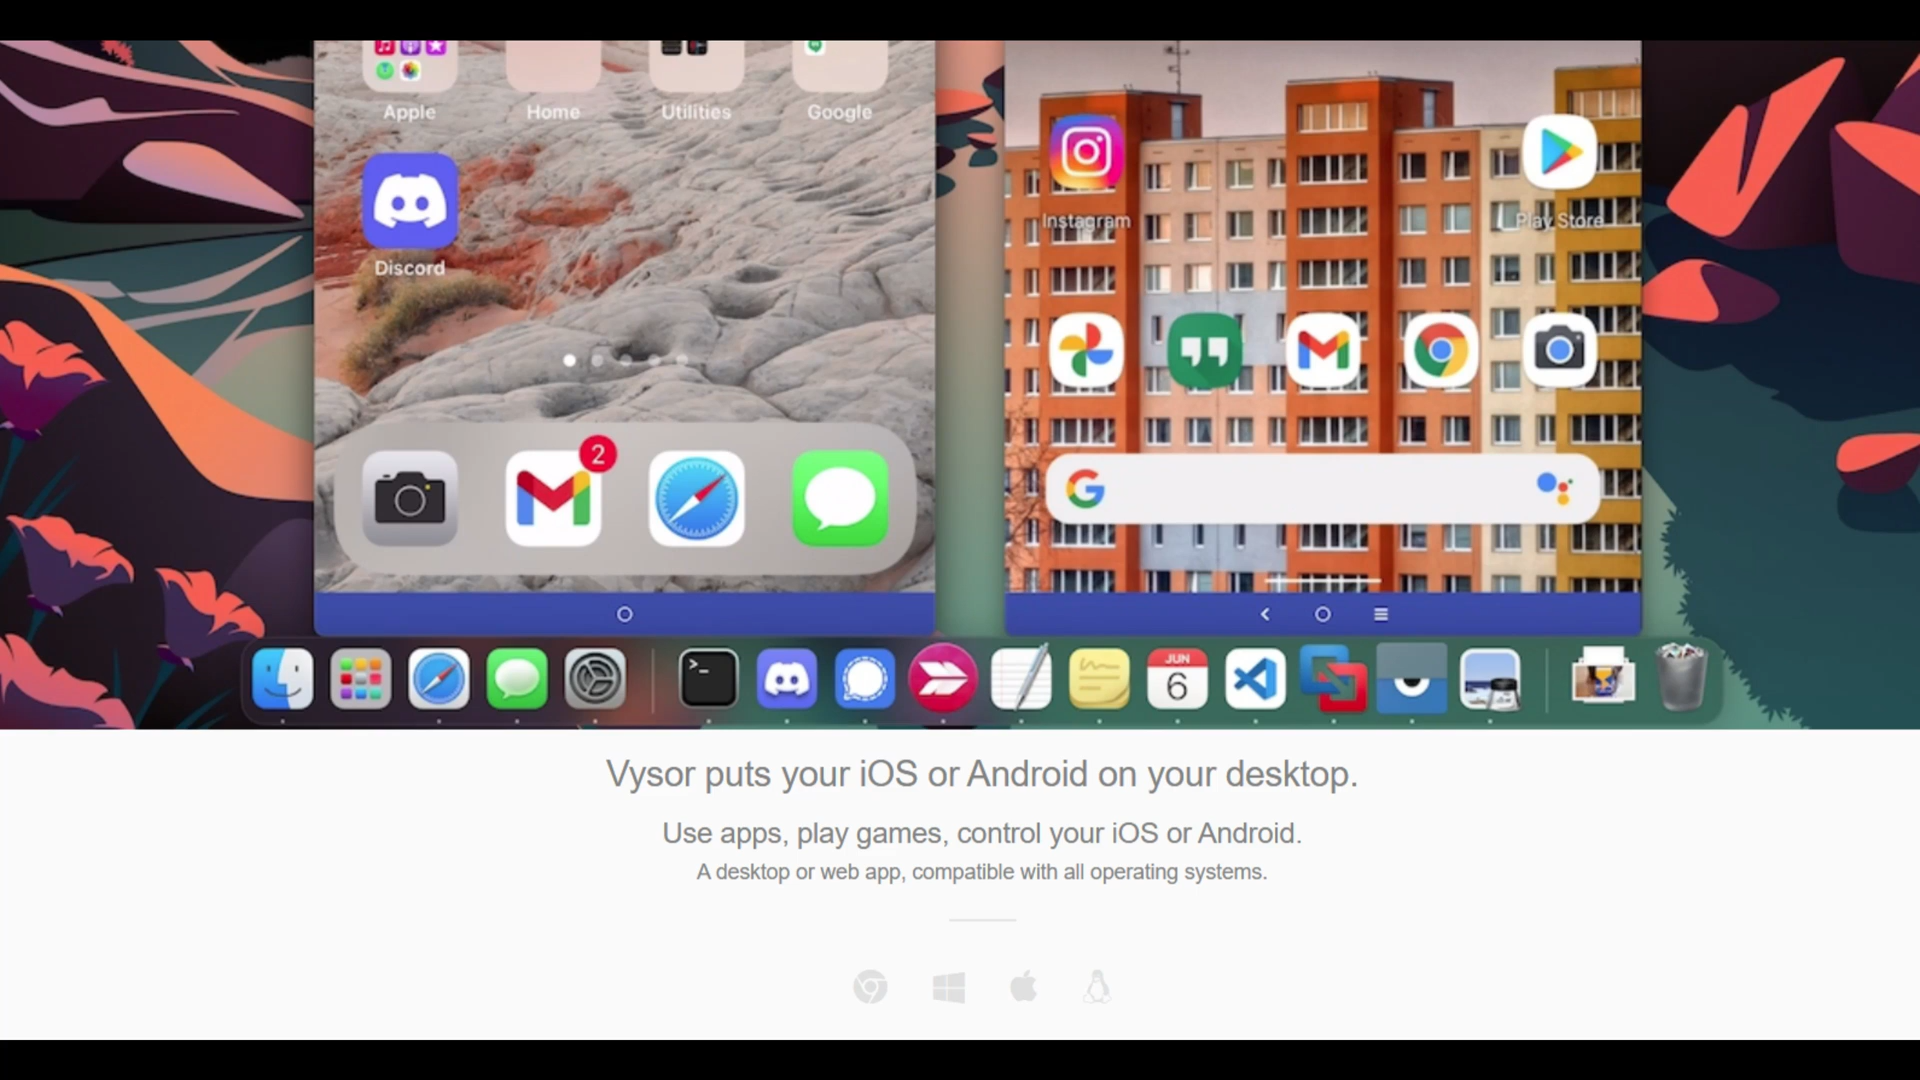 Apple Home Utilities Google
Instagram Play Store
Discord
2
JUN
6
Vysor puts your iOS or Android on your desktop.
Use apps, play games, control your iOS or Android.
A desktop or web app, compatible with all operating systems.